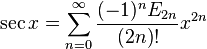 \sec x = \sum_{n=0}^{\infty} \frac{(-1)^n E_{2n}}{(2n)!} x^{2n}